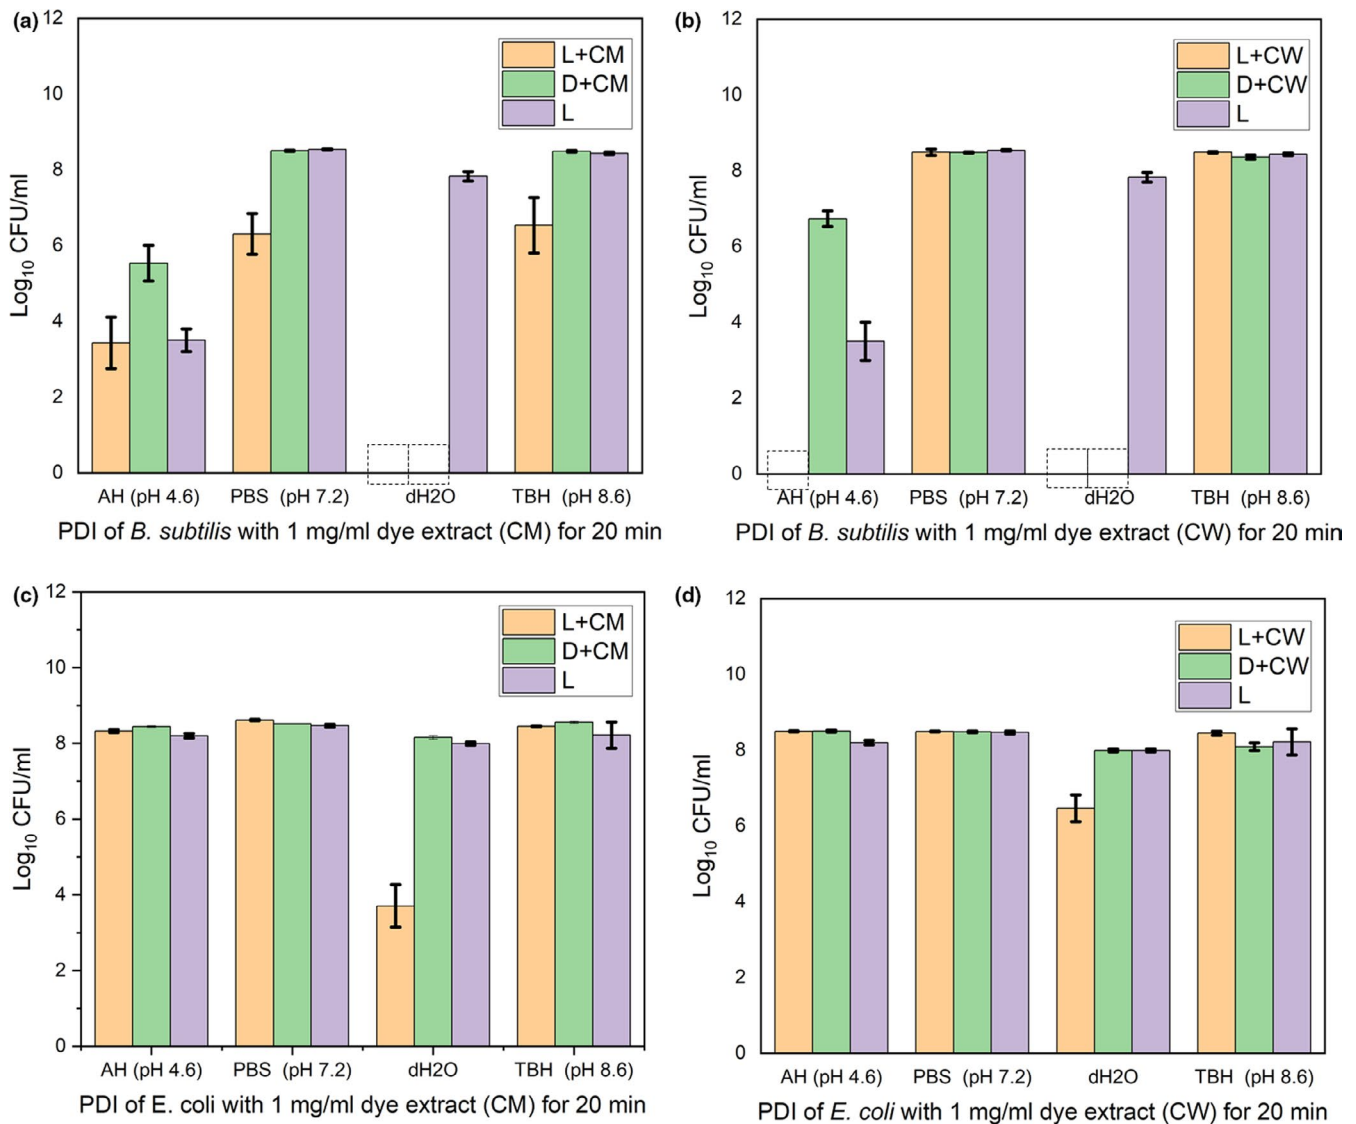 (a)
12
10
8
6
4
2
0
Log10 CFU/ml
L+CM
D+CM
L
AH (pH 4.6) PBS (pH 7.2) dH2O TBH (pH 8.6)
PDI of B. subtilis with 1 mg/ml dye extract (CM) for 20 min
(b)
12
10
8
6
4
2
0
Log10 CFU/ml
L+CW
D+CW
L
AH (pH 4.6) PBS (pH 7.2) dH2O TBH (pH 8.6)
PDI of B. subtilis with 1 mg/ml dye extract (CW) for 20 min
(c)
12
10
8
6
4
2
0
Log10 CFU/ml
L+CM
D+CM
L
AH (pH 4.6) PBS (pH 7.2) dH2O TBH (pH 8.6)
PDI of E. coli with 1 mg/ml dye extract (CM) for 20 min
(d)
12
10
8
6
4
2
0
Log10 CFU/ml
L+CW
D+CW
L
AH (pH 4.6) PBS (pH 7.2) dH2O TBH (pH 8.6)
PDI of E. coli with 1 mg/ml dye extract (CW) for 20 min